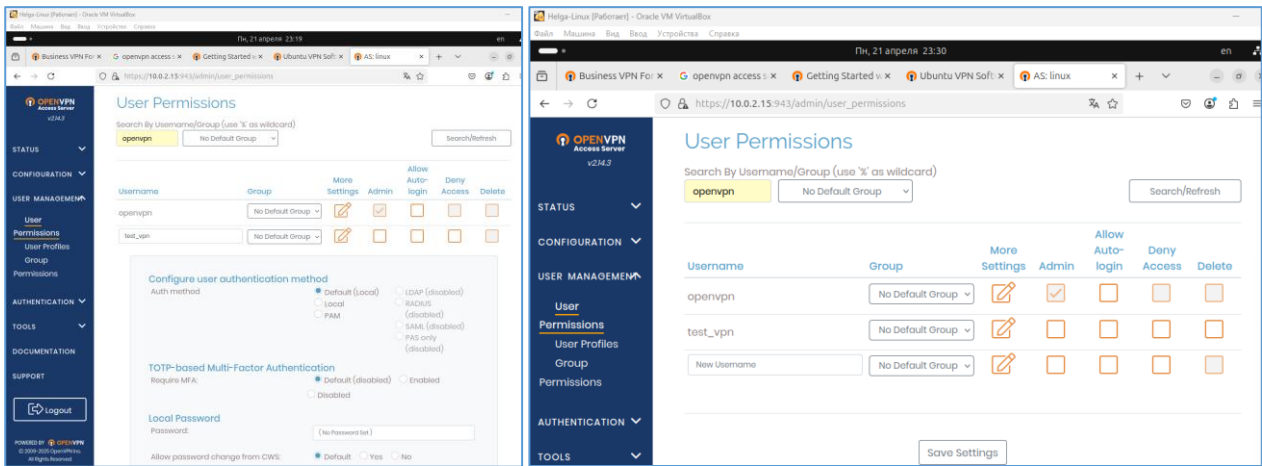 Helga-Linux [Работает] - Oracle VM VirtualBox
Файл Машина Вид Ввод Устройства Справка
Пн, 21 апреля 23:19
en
Business VPN For
openvpn access s
Getting Started w
Ubuntu VPN Soft
AS: linux
https://10.0.2.15:943/admin/user_permissions
OPENVPN
Access Server
v2.14.3
STATUS
CONFIGURATION
USER MANAGEMENT
User
Permissions
User Profiles
Group
Permissions
AUTHENTICATION
TOOLS
DOCUMENTATION
SUPPORT
Logout
POWERED BY OPENVPN
© 2009-2025 OpenVPN Inc.
All Rights Reserved
User Permissions
Search By Username/Group (use '%' as wildcard)
openvpn
No Default Group
Search/Refresh
Username Group More Settings Admin Allow Auto-login Deny Access Delete
openvpn No Default Group
test_vpn No Default Group
Configure user authentication method
Auth method
Default (Local)
Local
PAM
LDAP (disabled)
RADIUS (disabled)
SAML (disabled)
PAS only (disabled)
TOTP-based Multi-Factor Authentication
Require MFA: Default (disabled) Enabled
Disabled
Local Password
Password: (No Password Set)
Allow password change from CWS: Default Yes No
Helga-Linux [Работает] - Oracle VM VirtualBox
Файл Машина Вид Ввод Устройства Справка
Пн, 21 апреля 23:30
en
Business VPN For
openvpn access s
Getting Started w
Ubuntu VPN Soft
AS: linux
https://10.0.2.15:943/admin/user_permissions
OPENVPN
Access Server
v2.14.3
STATUS
CONFIGURATION
USER MANAGEMENT
User
Permissions
User Profiles
Group
Permissions
AUTHENTICATION
TOOLS
User Permissions
Search By Username/Group (use '%' as wildcard)
openvpn
No Default Group
Search/Refresh
Username Group More Settings Admin Allow Auto-login Deny Access Delete
openvpn No Default Group
test_vpn No Default Group
New Username No Default Group
Save Settings